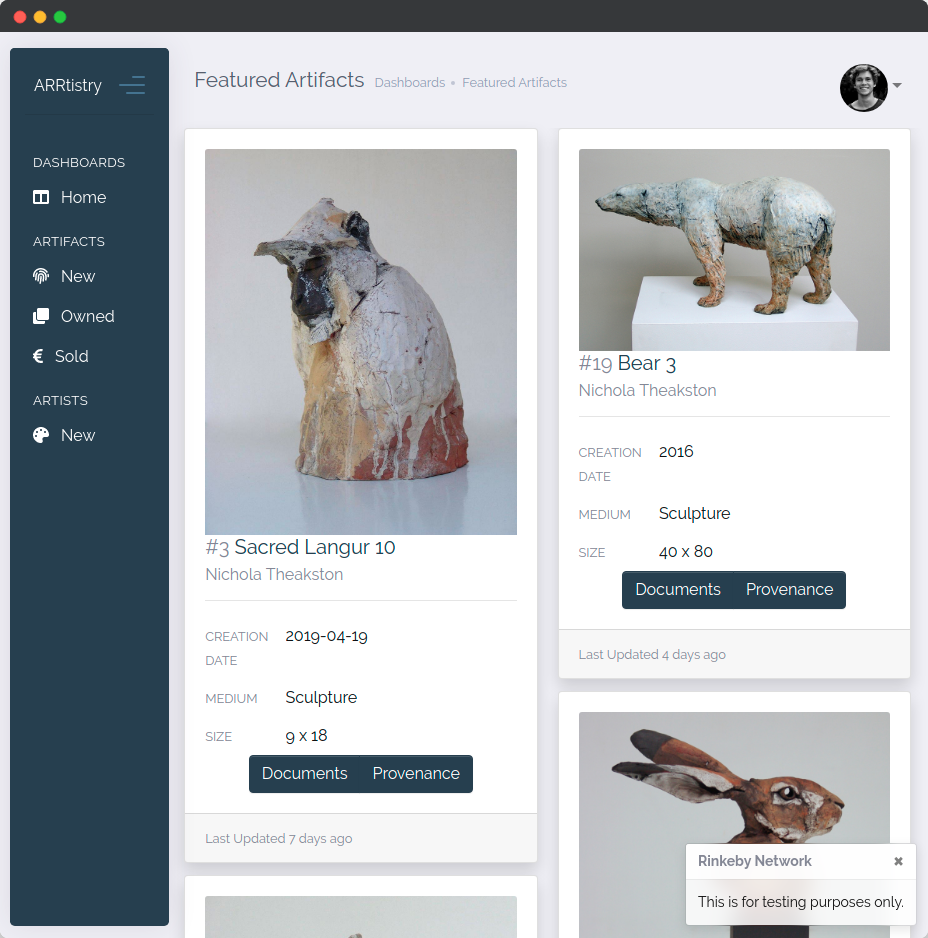 ARRtistry
DASHBOARDS
Home
ARTIFACTS
New
Owned
Sold
ARTISTS
New
Featured Artifacts Dashboards • Featured Artifacts
#3 Sacred Langur 10
Nichola Theakston
CREATION DATE 2019-04-19
MEDIUM Sculpture
SIZE 9 x 18
Documents Provenance
Last Updated 7 days ago
#19 Bear 3
Nichola Theakston
CREATION DATE 2016
MEDIUM Sculpture
SIZE 40 x 80
Documents Provenance
Last Updated 4 days ago
Rinkeby Network ×
This is for testing purposes only.